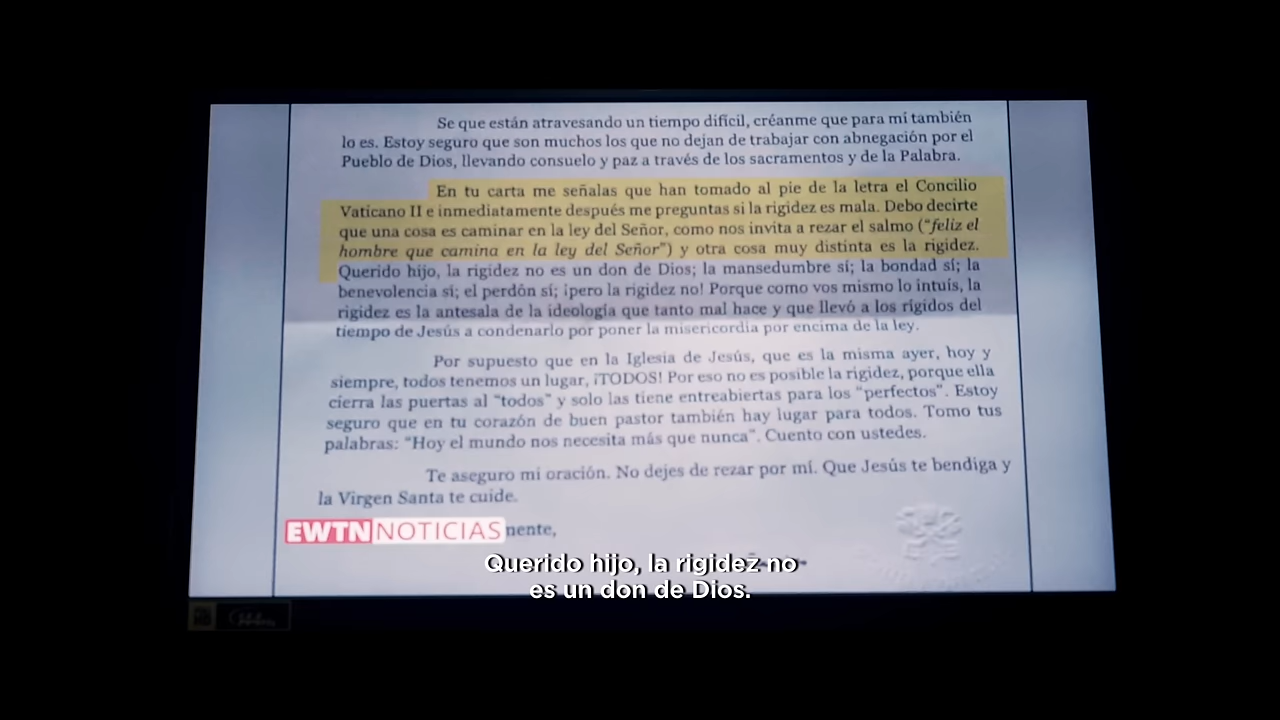 Se que están atravesando un tiempo difícil, créanme que para mí también
lo es. Estoy seguro que son muchos los que no dejan de trabajar con abnegación por el
Pueblo de Dios, llevando consuelo y paz a través de los sacramentos y de la Palabra.
En tu carta me señalas que han tomado al pie de la letra el Concilio
Vaticano II e inmediatamente después me preguntas si la rigidez es mala. Debo decirte
que una cosa es caminar en la ley del Señor, como nos invita a rezar el salmo ("feliz el
hombre que camina en la ley del Señor") y otra cosa muy distinta es la rigidez.
Querido hijo, la rigidez no es un don de Dios; la mansedumbre sí; la bondad sí; la
benevolencia sí; el perdón sí; ¡pero la rigidez no! Porque como vos mismo lo intuís, la
rigidez es la antesala de la ideología que tanto mal hace y que llevó a los rígidos del
tiempo de Jesús a condenarlo por poner la misericordia por encima de la ley.
Por supuesto que en la Iglesia de Jesús, que es la misma ayer, hoy y
siempre, todos tenemos un lugar, ¡TODOS! Por eso no es posible la rigidez, porque ella
cierra las puertas al "todos" y solo las tiene entreabiertas para los "perfectos". Estoy
seguro que en tu corazón de buen pastor también hay lugar para todos. Tomo tus
palabras: "Hoy el mundo nos necesita más que nunca". Cuento con ustedes.
Te aseguro mi oración. No dejes de rezar por mí. Que Jesús te bendiga y
la Virgen Santa te cuide.
EWTN NOTICIAS nente,
Querido hijo, la rigidez no
es un don de Dios.